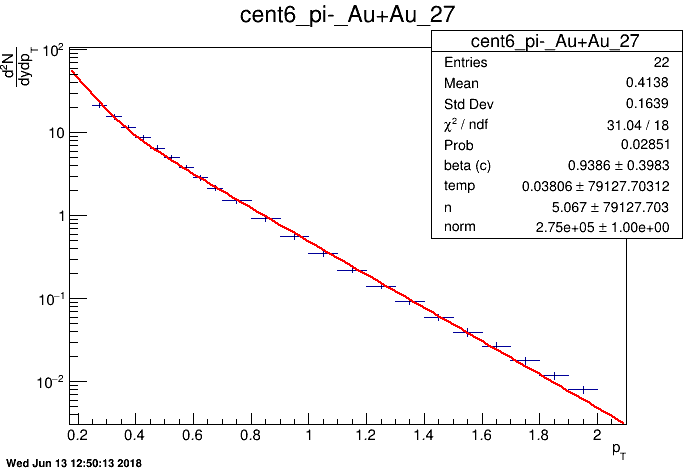 cent6_pi-_Au+Au_27
cent6_pi-_Au+Au_27
Entries 22
Mean 0.4138
Std Dev 0.1639
χ² / ndf 31.04 / 18
Prob 0.02851
beta (c) 0.9386 ± 0.3983
temp 0.03806 ± 79127.70312
n 5.067 ± 79127.703
norm 2.75e+05 ± 1.00e+00
d²N
dydp_T
10²
10
1
10⁻¹
10⁻²
0.2 0.4 0.6 0.8 1 1.2 1.4 1.6 1.8 2
p_T
Wed Jun 13 12:50:13 2018